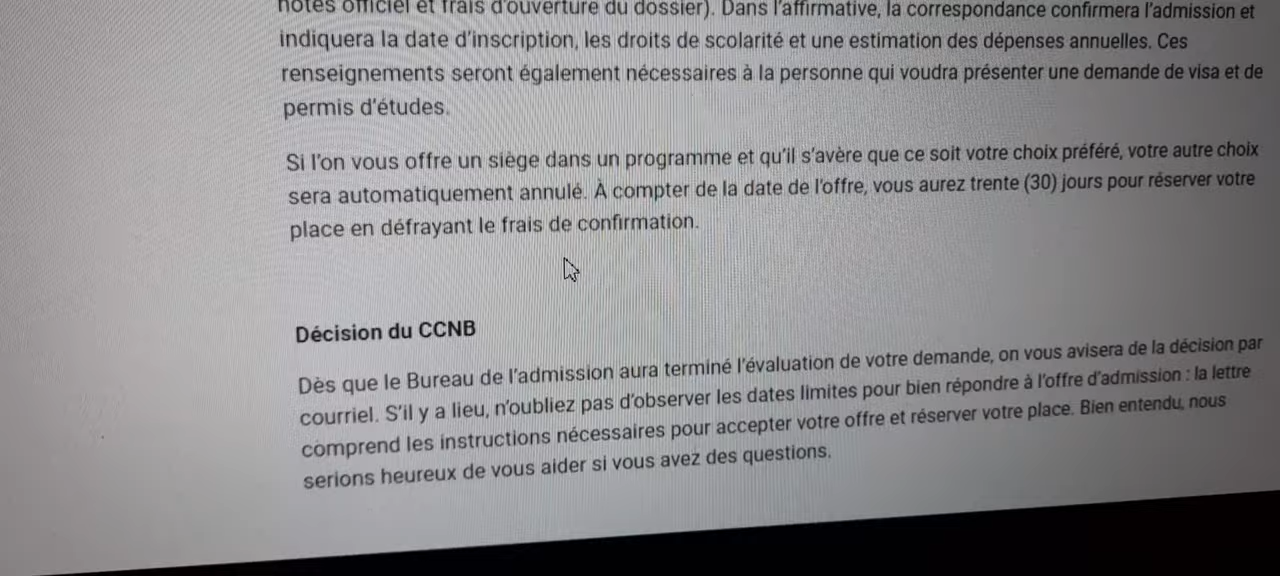 notes officiel et frais d'ouverture du dossier). Dans l'affirmative, la correspondance confirmera l'admission et
indiquera la date d'inscription, les droits de scolarité et une estimation des dépenses annuelles. Ces
renseignements seront également nécessaires à la personne qui voudra présenter une demande de visa et de
permis d'études.
Si l'on vous offre un siège dans un programme et qu'il s'avère que ce soit votre choix préféré, votre autre choix
sera automatiquement annulé. À compter de la date de l'offre, vous aurez trente (30) jours pour réserver votre
place en défrayant le frais de confirmation.
Décision du CCNB
Dès que le Bureau de l'admission aura terminé l'évaluation de votre demande, on vous avisera de la décision par
courriel. S'il y a lieu, n'oubliez pas d'observer les dates limites pour bien répondre à l'offre d'admission : la lettre
comprend les instructions nécessaires pour accepter votre offre et réserver votre place. Bien entendu, nous
serions heureux de vous aider si vous avez des questions.